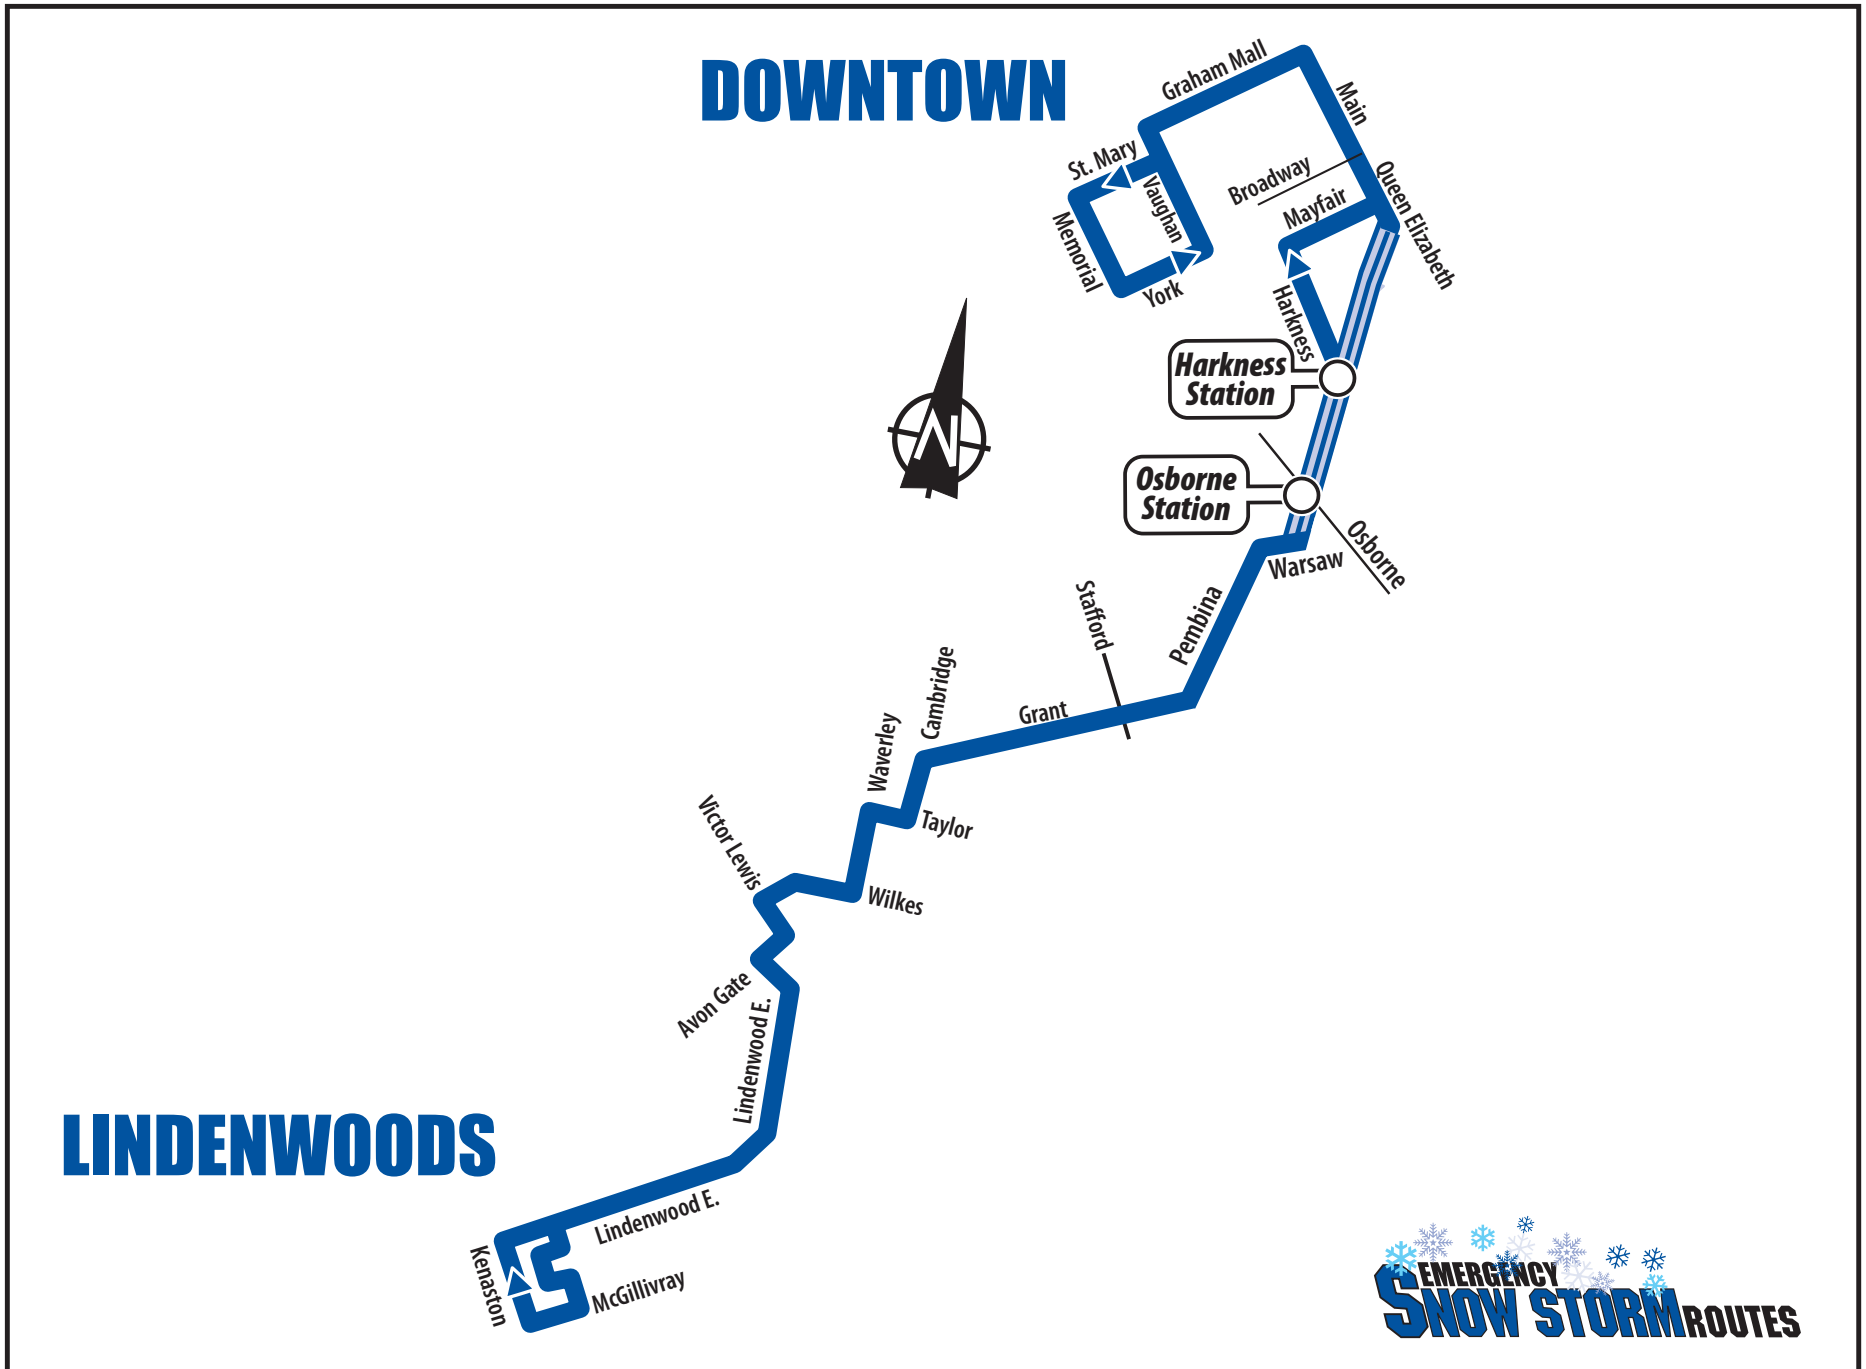 DOWNTOWN
Graham Mall
Main
St. Mary
Vaughan
Broadway
Mayfair
Queen Elizabeth
Memorial
York
Harkness
Harkness
Station
N
Osborne
Station
Osborne
Warsaw
Stafford
Pembina
Cambridge
Grant
Waverley
Taylor
Victor Lewis
Wilkes
Avon Gate
Lindenwood E.
LINDENWOODS
Lindenwood E.
Kenaston
McGillivray
EMERGENCY
SNOW STORM ROUTES